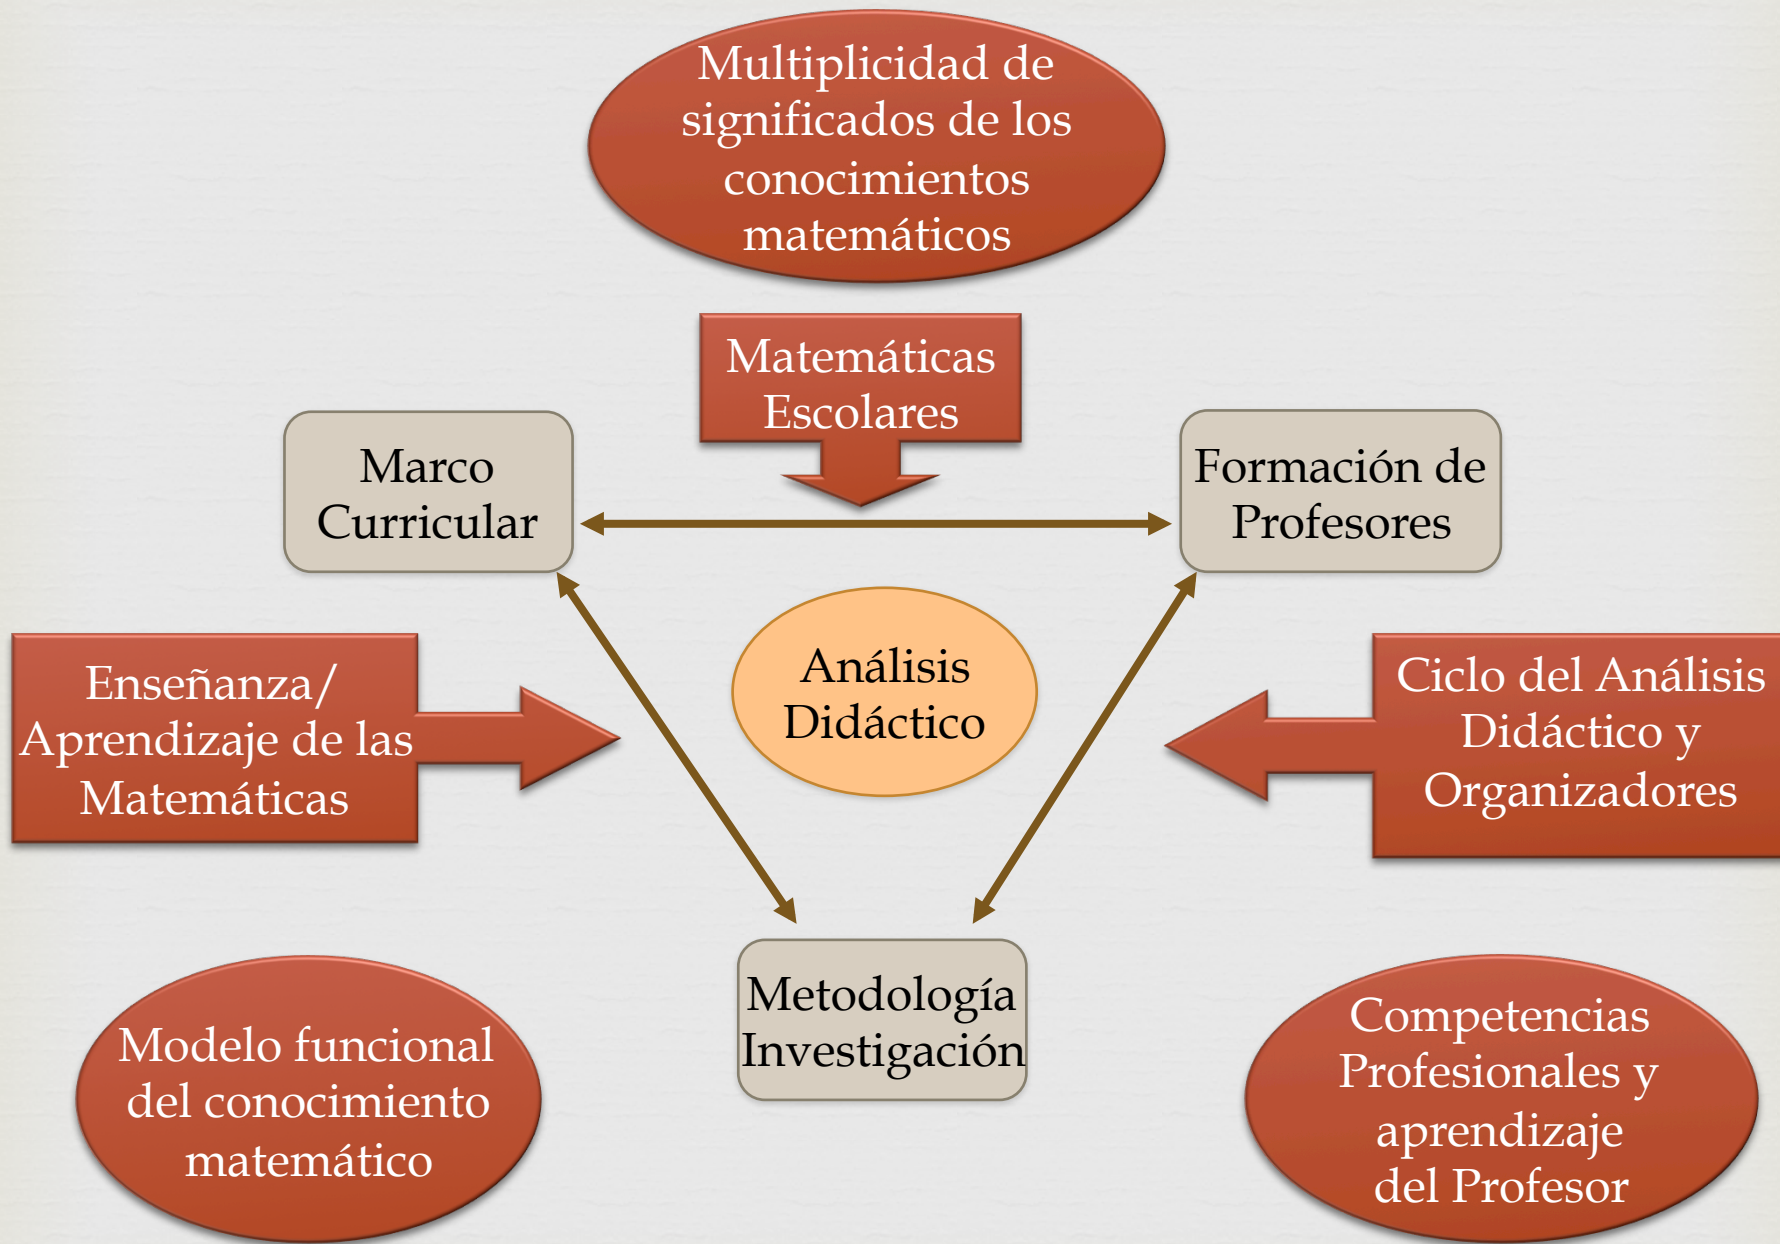 Multiplicidad de
significados de los
conocimientos
matemáticos
Matemáticas
Escolares
Marco
Curricular
Formación de
Profesores
Análisis
Didáctico
Enseñanza/
Aprendizaje de las
Matemáticas
Ciclo del Análisis
Didáctico y
Organizadores
Metodología
Investigación
Modelo funcional
del conocimiento
matemático
Competencias
Profesionales y
aprendizaje
del Profesor